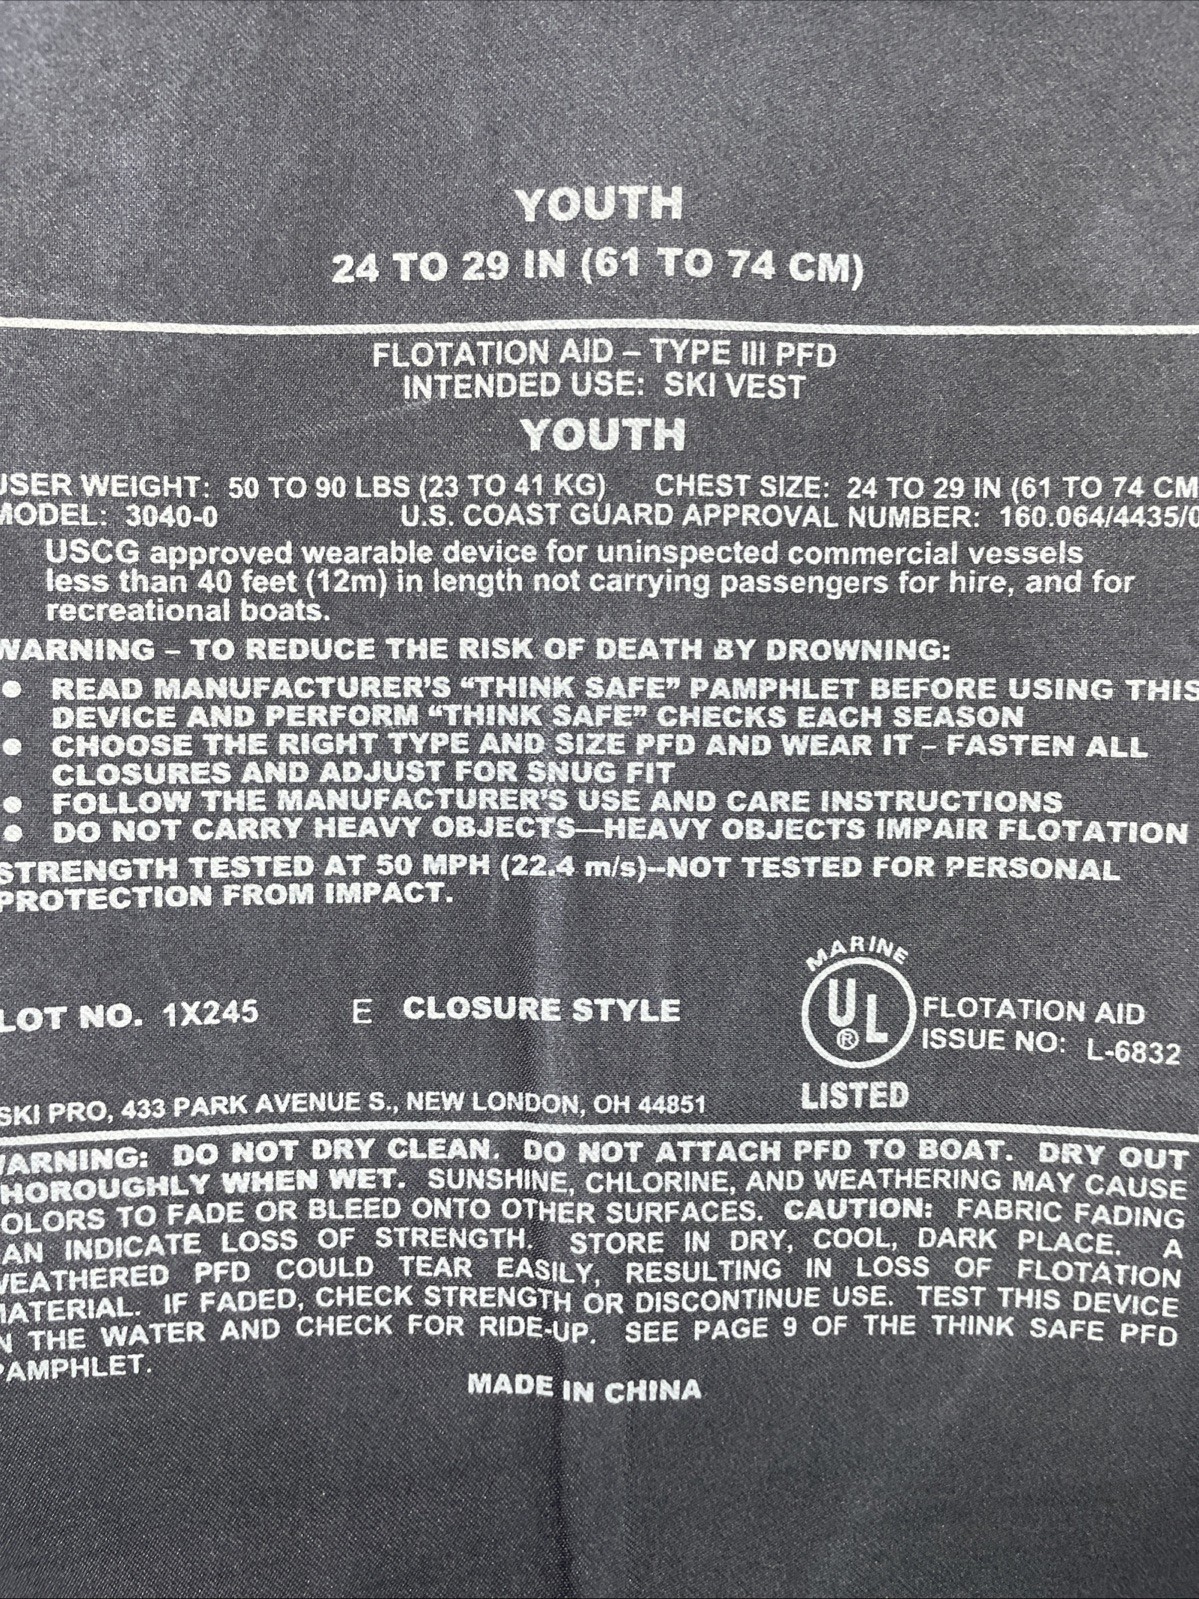 YOUTH
24 TO 29 IN (61 TO 74 CM)
FLOTATION AID – TYPE III PFD
INTENDED USE: SKI VEST
YOUTH
USER WEIGHT: 50 TO 90 LBS (23 TO 41 KG) CHEST SIZE: 24 TO 29 IN (61 TO 74 CM
MODEL: 3040-0 U.S. COAST GUARD APPROVAL NUMBER: 160.064/4435/0
USCG approved wearable device for uninspected commercial vessels
less than 40 feet (12m) in length not carrying passengers for hire, and for
recreational boats.
WARNING – TO REDUCE THE RISK OF DEATH BY DROWNING:
• READ MANUFACTURER'S “THINK SAFE” PAMPHLET BEFORE USING THIS
DEVICE AND PERFORM “THINK SAFE” CHECKS EACH SEASON
• CHOOSE THE RIGHT TYPE AND SIZE PFD AND WEAR IT – FASTEN ALL
CLOSURES AND ADJUST FOR SNUG FIT
• FOLLOW THE MANUFACTURER'S USE AND CARE INSTRUCTIONS
• DO NOT CARRY HEAVY OBJECTS—HEAVY OBJECTS IMPAIR FLOTATION
STRENGTH TESTED AT 50 MPH (22.4 m/s)--NOT TESTED FOR PERSONAL
PROTECTION FROM IMPACT.
MARINE
UL®
LISTED
FLOTATION AID
ISSUE NO: L-6832
LOT NO. 1X245 E CLOSURE STYLE
SKI PRO, 433 PARK AVENUE S., NEW LONDON, OH 44851
WARNING: DO NOT DRY CLEAN. DO NOT ATTACH PFD TO BOAT. DRY OUT
THOROUGHLY WHEN WET. SUNSHINE, CHLORINE, AND WEATHERING MAY CAUSE
COLORS TO FADE OR BLEED ONTO OTHER SURFACES. CAUTION: FABRIC FADING
CAN INDICATE LOSS OF STRENGTH. STORE IN DRY, COOL, DARK PLACE. A
WEATHERED PFD COULD TEAR EASILY, RESULTING IN LOSS OF FLOTATION
MATERIAL. IF FADED, CHECK STRENGTH OR DISCONTINUE USE. TEST THIS DEVICE
IN THE WATER AND CHECK FOR RIDE-UP. SEE PAGE 9 OF THE THINK SAFE PFD
PAMPHLET.
MADE IN CHINA